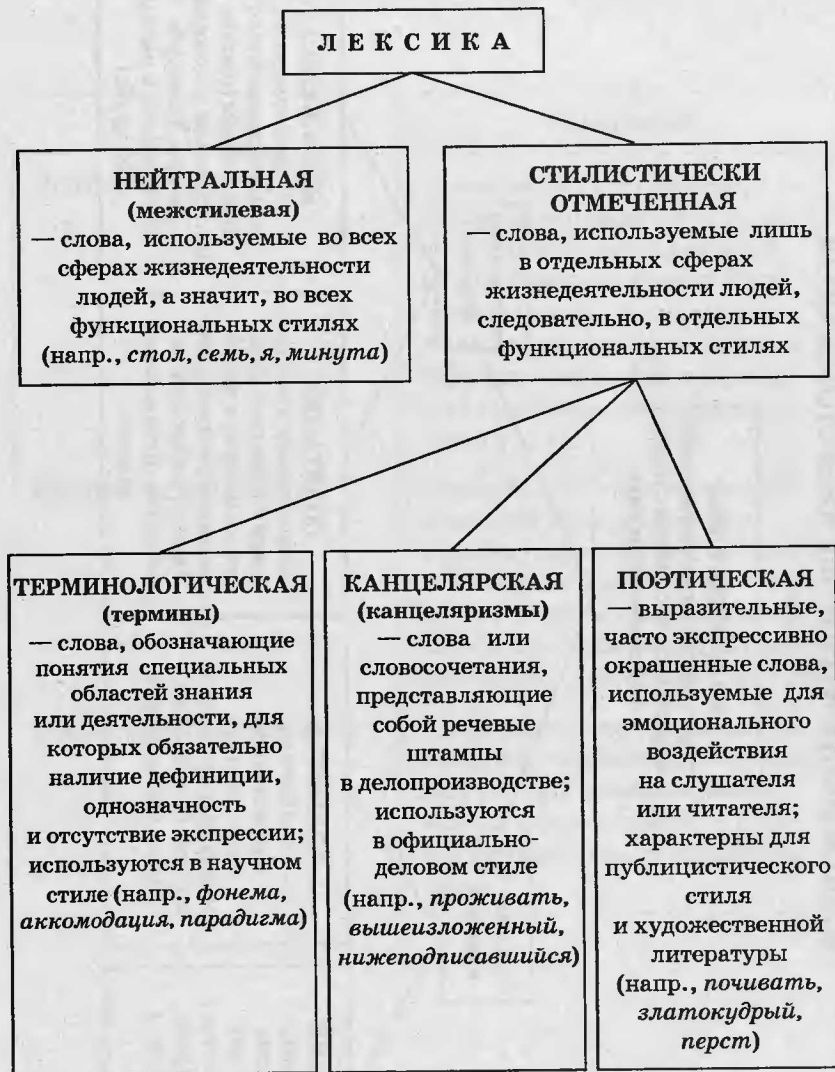 ЛЕКСИКА
НЕЙТРАЛЬНАЯ
(межстилевая)
— слова, используемые во всех
сферах жизнедеятельности
людей, а значит, во всех
функциональных стилях
(напр., стол, семь, я, минута)
СТИЛИСТИЧЕСКИ
ОТМЕЧЕННАЯ
— слова, используемые лишь
в отдельных сферах
жизнедеятельности людей,
следовательно, в отдельных
функциональных стилях
ТЕРМИНОЛОГИЧЕСКАЯ
(термины)
— слова, обозначающие
понятия специальных
областей знания
или деятельности, для
которых обязательно
наличие дефиниции,
однозначность
и отсутствие экспрессии;
используются в научном
стиле (напр., фонема,
аккомодация, парадигма)
КАНЦЕЛЯРСКАЯ
(канцеляризмы)
— слова или
словосочетания,
представляющие
собой речевые
штампы
в делопроизводстве;
используются
в официально-
деловом стиле
(напр., проживать,
вышеизложенный,
нижеподписавшийся)
ПОЭТИЧЕСКАЯ
— выразительные,
часто экспрессивно
окрашенные слова,
используемые для
эмоционального
воздействия
на слушателя
или читателя;
характерны для
публицистического
стиля
и художественной
литературы
(напр., почивать,
златокудрый,
перст)